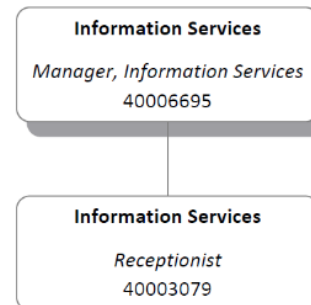 Information Services
Manager, Information Services
40006695
Information Services
Receptionist
40003079